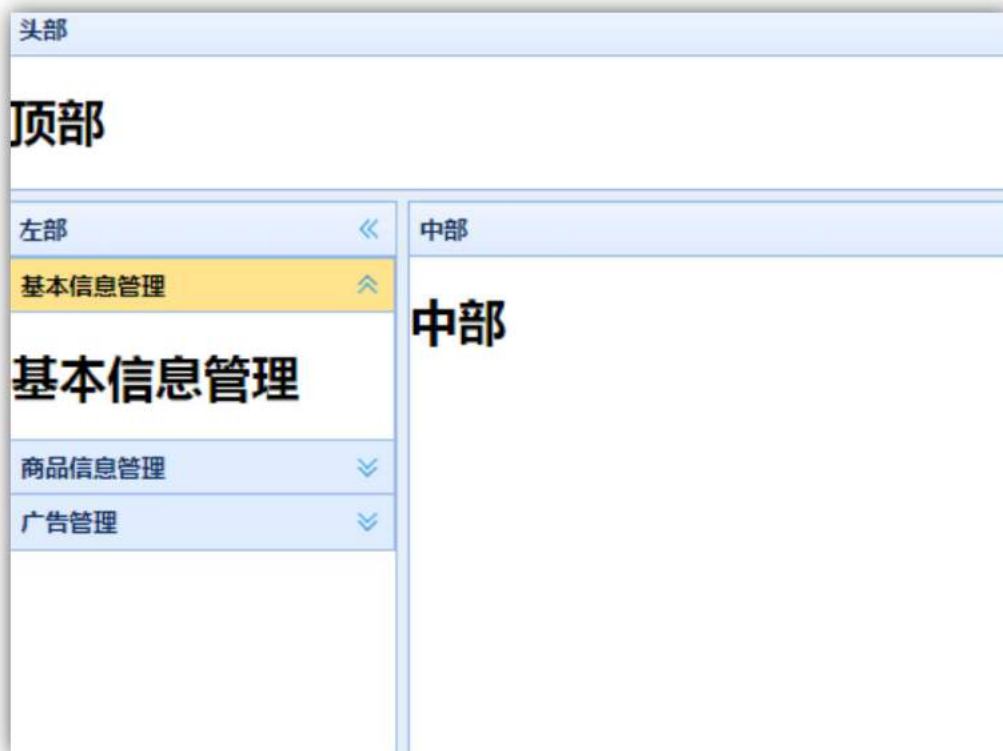 头部
顶部
左部
中部
基本信息管理
中部
基本信息管理
商品信息管理
广告管理